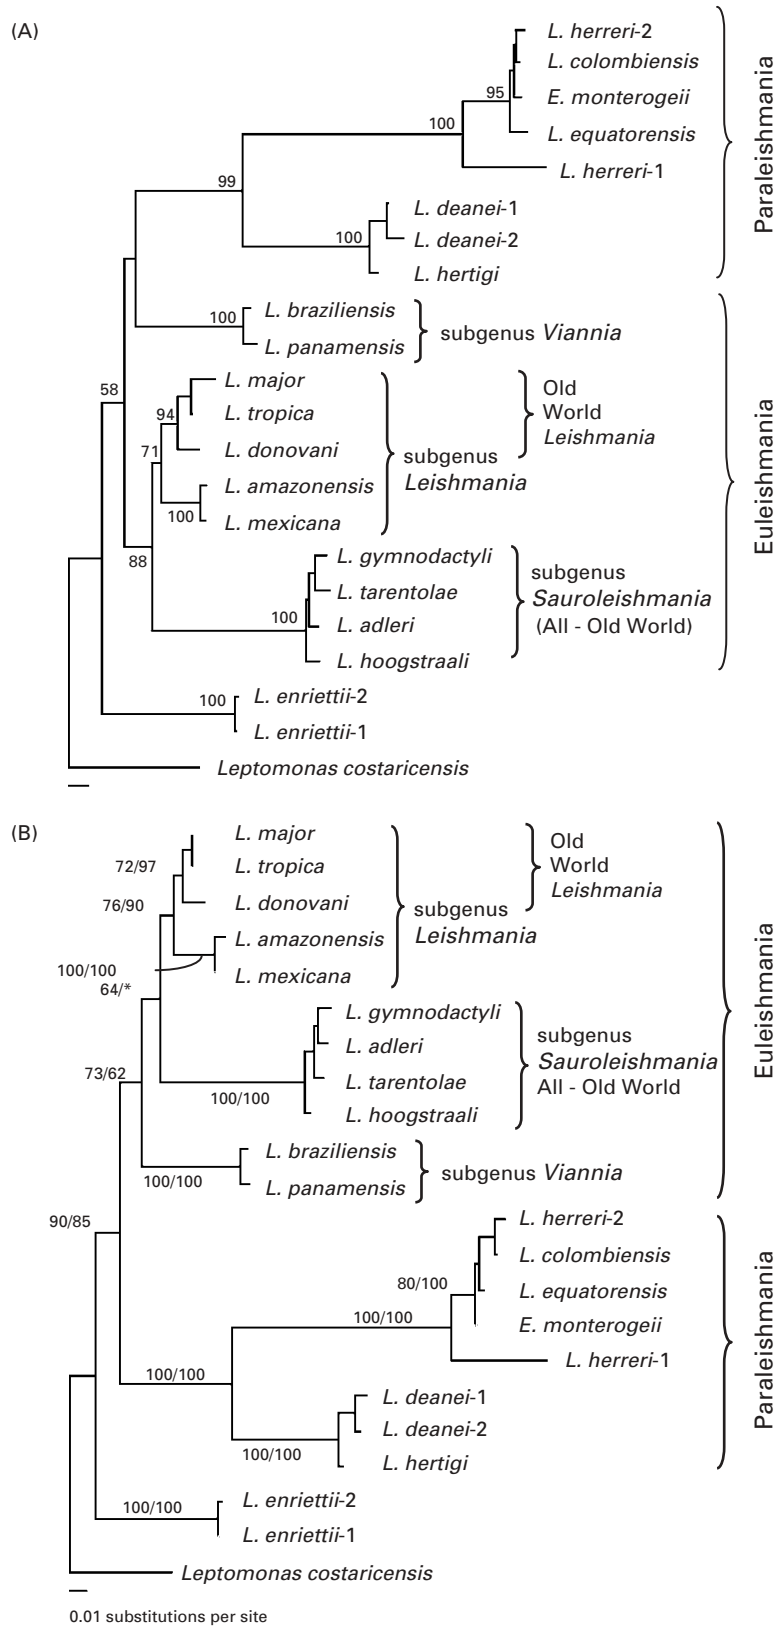 (A)
L. herreri-2
L. colombiensis
95
E. monterogeii
100
L. equatorensis
L. herreri-1
Paraleishmania
99
L. deanei-1
100
L. deanei-2
L. hertigi
L. braziliensis
100
subgenus Viannia
L. panamensis
L. major
Old
World
Leishmania
58
94
L. tropica
71
L. donovani
subgenus
Leishmania
L. amazonensis
100
L. mexicana
Euleishmania
88
L. gymnodactyli
L. tarentolae
subgenus
Sauroleishmania
(All - Old World)
100
L. adleri
L. hoogstraali
100
L. enriettii-2
L. enriettii-1
Leptomonas costaricensis
(B)
L. major
Old
World
Leishmania
72/97
L. tropica
76/90
L. donovani
subgenus
Leishmania
L. amazonensis
100/100
L. mexicana
64/*
L. gymnodactyli
L. adleri
subgenus
Sauroleishmania
All - Old World
73/62
L. tarentolae
100/100
L. hoogstraali
Euleishmania
L. braziliensis
100/100
subgenus Viannia
L. panamensis
90/85
L. herreri-2
L. colombiensis
80/100
L. equatorensis
100/100
E. monterogeii
L. herreri-1
Paraleishmania
100/100
L. deanei-1
L. deanei-2
100/100
L. hertigi
100/100
L. enriettii-2
L. enriettii-1
Leptomonas costaricensis
0.01 substitutions per site